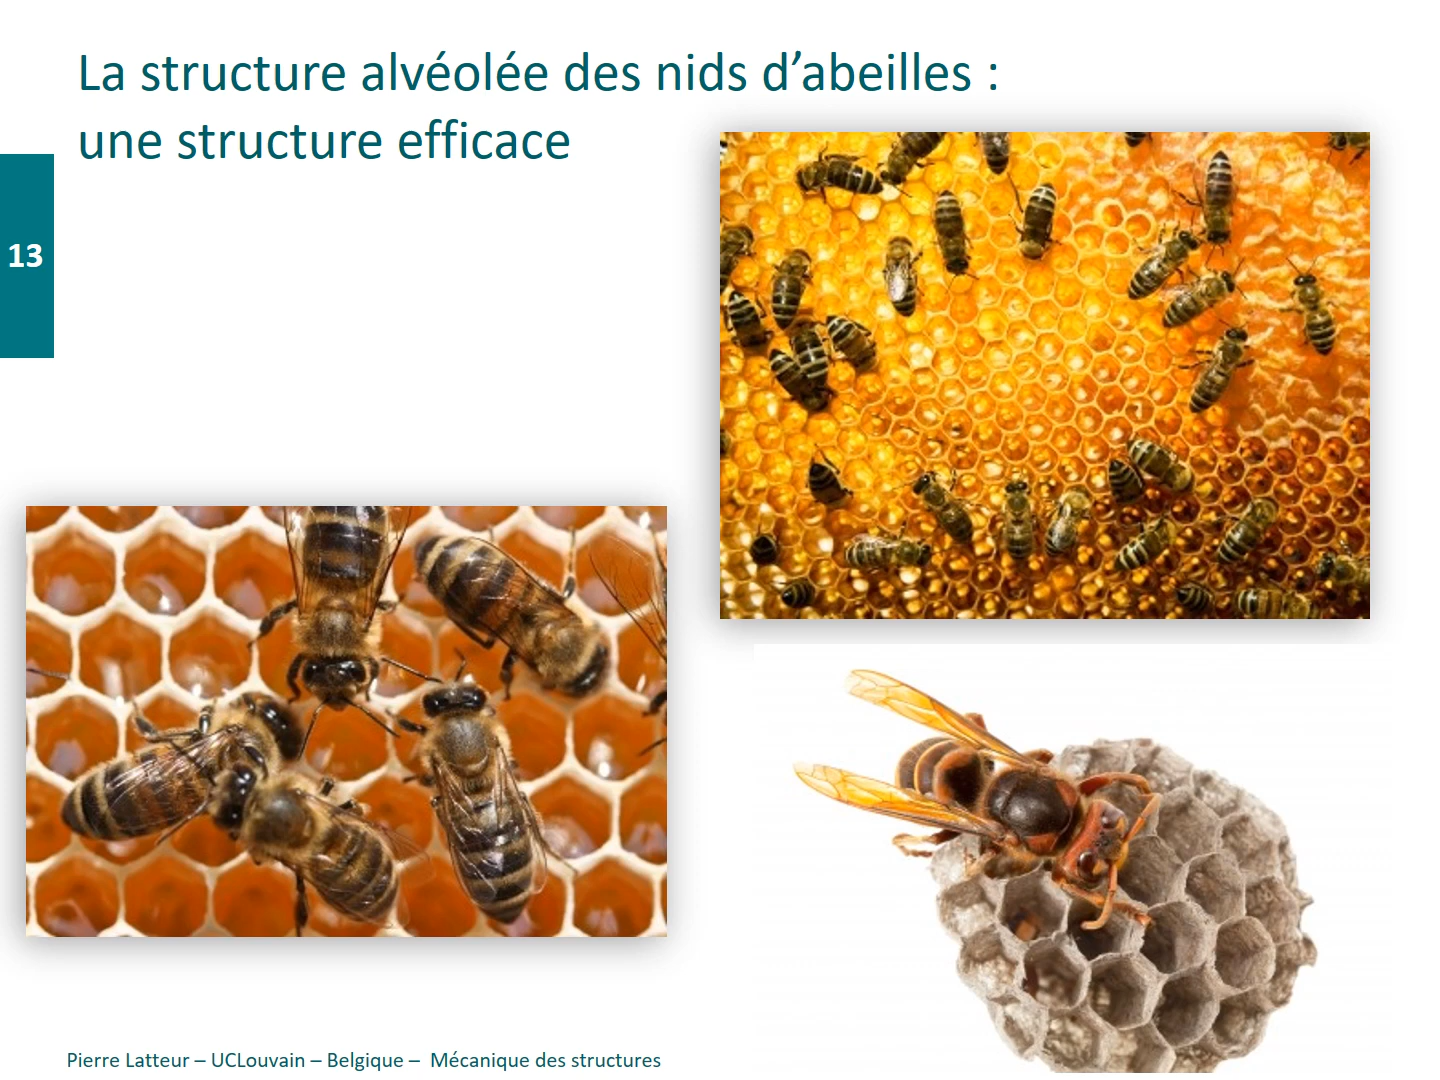 La structure alvéolée des nids d’abeilles :
une structure efficace
13
Pierre Latteur – UCLouvain – Belgique – Mécanique des structures